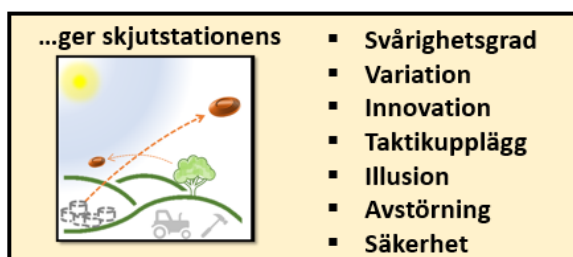 ...ger skjutstationens
Svårighetsgrad
Variation
Innovation
Taktikupplägg
Illusion
Avstörning
Säkerhet